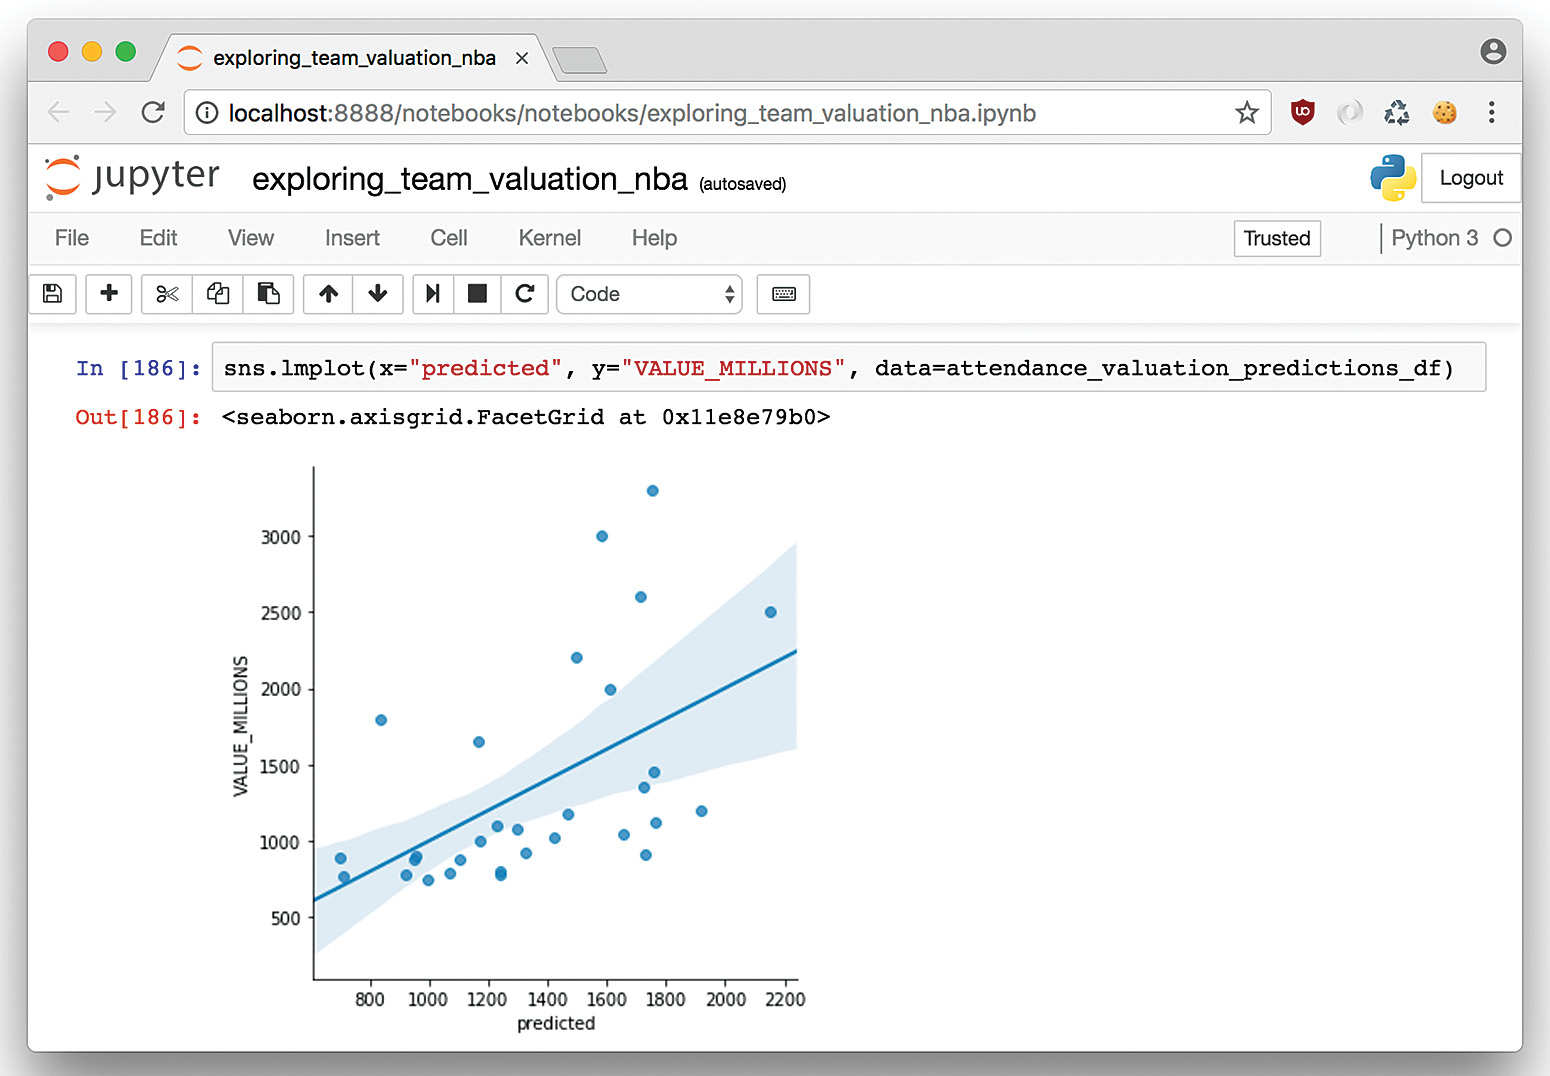 exploring_team_valuation_nba ×
localhost:8888/notebooks/notebooks/exploring_team_valuation_nba.ipynb
jupyter exploring_team_valuation_nba (autosaved) Logout
File Edit View Insert Cell Kernel Help Trusted Python 3
Code
In [186]: sns.lmplot(x="predicted", y="VALUE_MILLIONS", data=attendance_valuation_predictions_df)
Out[186]: <seaborn.axisgrid.FacetGrid at 0x11e8e79b0>
3000
2500
2000
1500
1000
500
VALUE_MILLIONS
800 1000 1200 1400 1600 1800 2000 2200
predicted